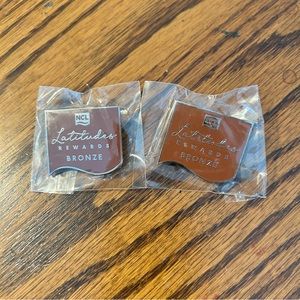 NCL
Latitudes
REWARDS
BRONZE
Latitudes
REWARDS
BRONZE